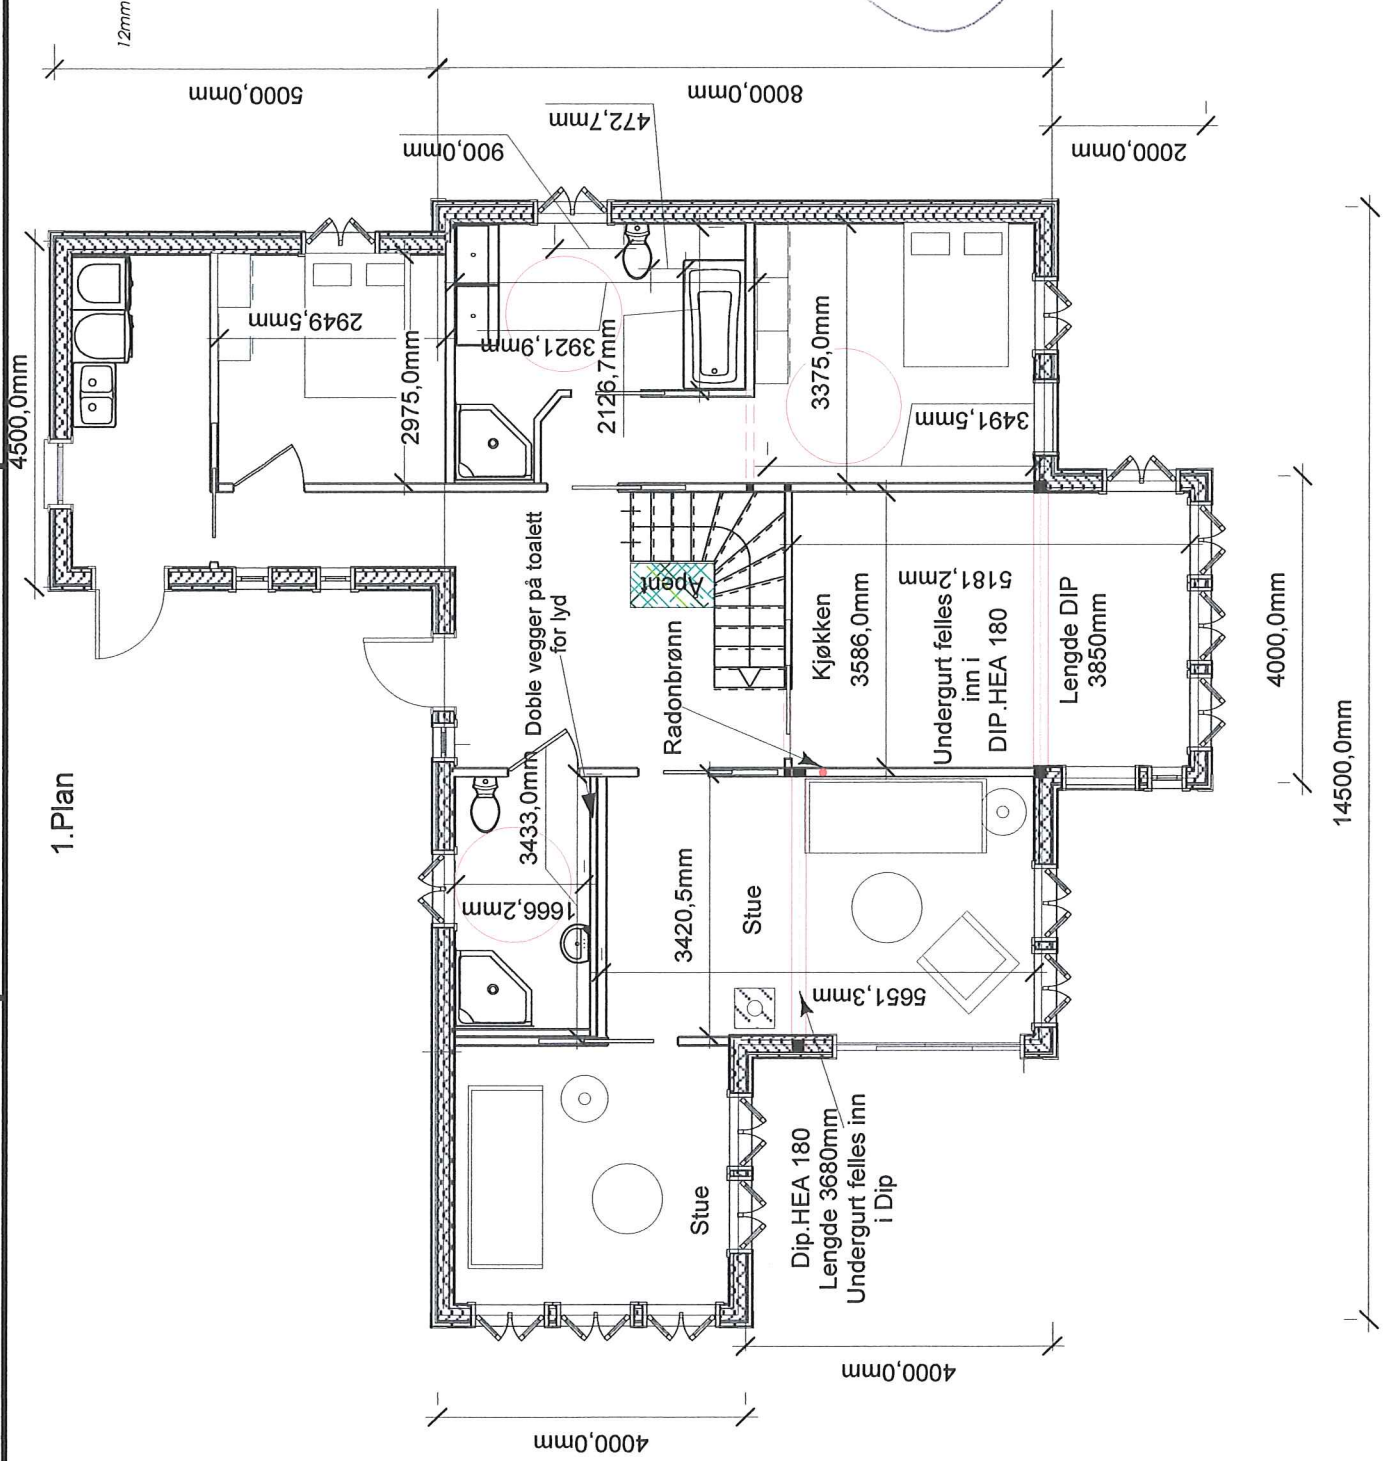 1.Plan
12mm
5000,0mm
8000,0mm
2000,0mm
4500,0mm
900,0mm
472,7mm
2949,5mm
2975,0mm
3921,9mm
2126,7mm
3375,0mm
3491,5mm
Doble vegger på toalett
for lyd
Åpent
Radonbrønn
Kjøkken
3586,0mm
5181,2mm
Undergurt felles
inn i
DIP.HEA 180
Lengde DIP
3850mm
3433,0mm
1666,2mm
3420,5mm
Stue
5651,3mm
Stue
Dip.HEA 180
Lengde 3680mm
Undergurt felles inn
i Dip
4000,0mm
14500,0mm
4000,0mm
4000,0mm